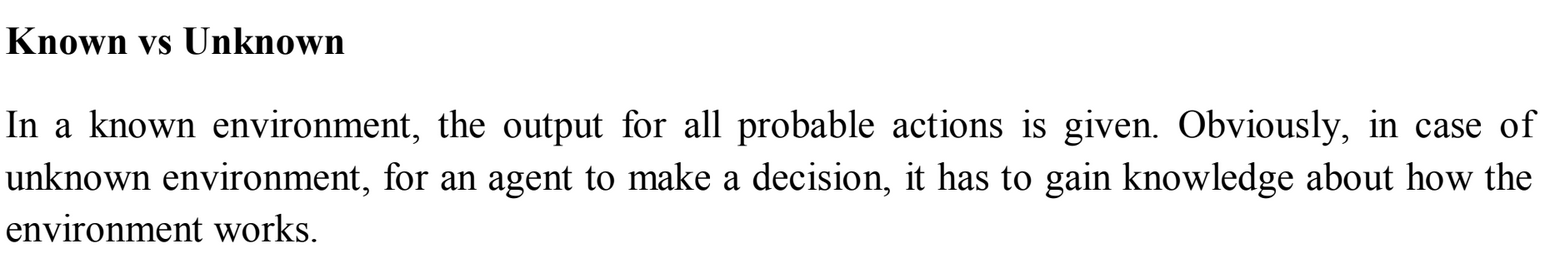 Known vs Unknown
In a known environment, the output for all probable actions is given. Obviously, in case of
unknown environment, for an agent to make a decision, it has to gain knowledge about how the
environment works.